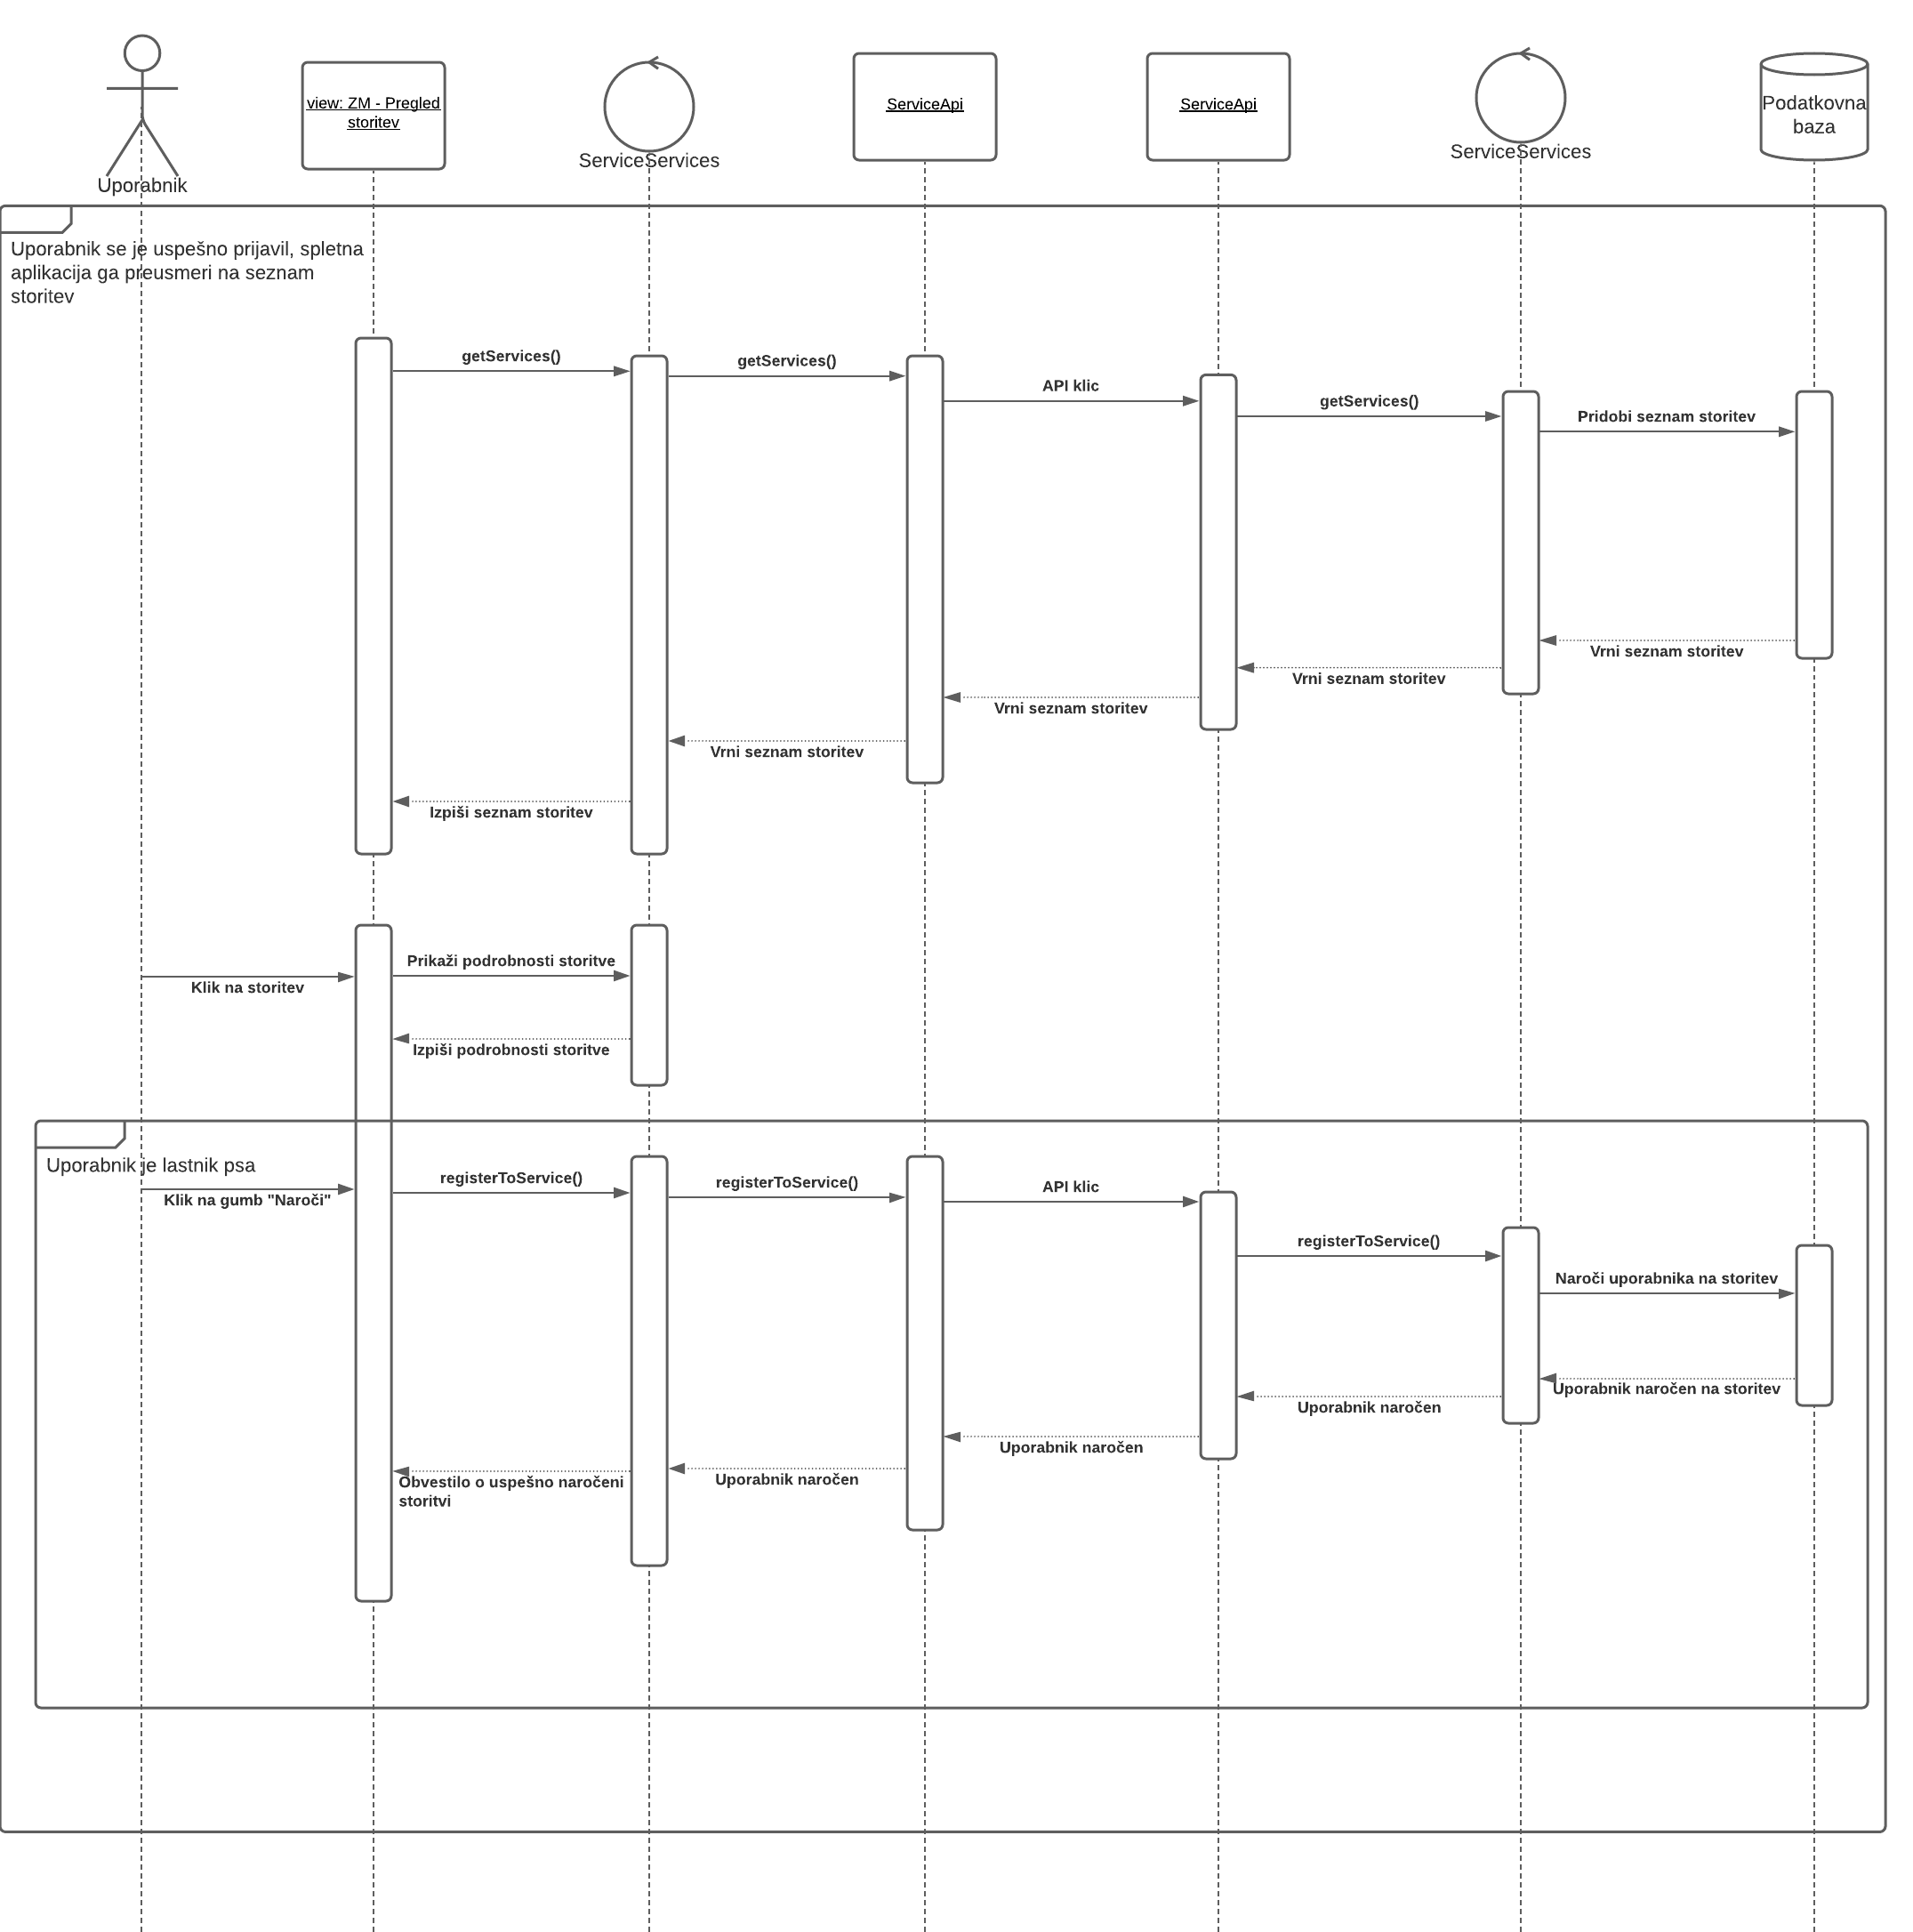 Uporabnik
view: ZM - Pregled
storitev
ServiceServices
ServiceApi
ServiceApi
ServiceServices
Podatkovna
baza
Uporabnik se je uspešno prijavil, spletna
aplikacija ga preusmeri na seznam
storitev
getServices()
getServices()
API klic
getServices()
Pridobi seznam storitev
Vrni seznam storitev
Vrni seznam storitev
Vrni seznam storitev
Vrni seznam storitev
Izpiši seznam storitev
Klik na storitev
Prikaži podrobnosti storitve
Izpiši podrobnosti storitve
Uporabnik je lastnik psa
Klik na gumb "Naroči"
registerToService()
registerToService()
API klic
registerToService()
Naroči uporabnika na storitev
Uporabnik naročen na storitev
Uporabnik naročen
Uporabnik naročen
Uporabnik naročen
Obvestilo o uspešno naročeni
storitvi